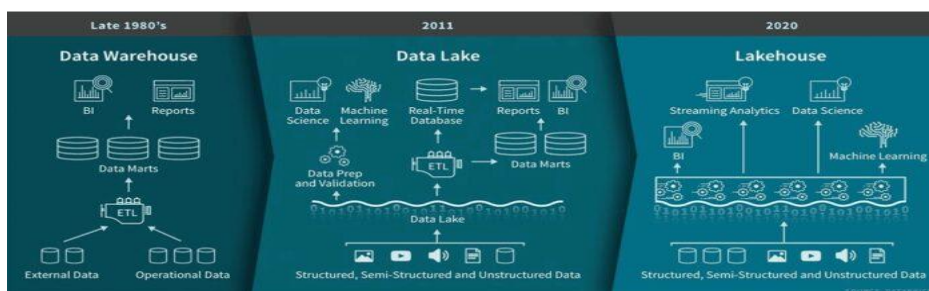 Late 1980's
Data Warehouse
BI
Reports
Data Marts
ETL
External Data
Operational Data
2011
Data Lake
Data
Science
Machine
Learning
Real-Time
Database
Reports
BI
Data Prep
and Validation
ETL
Data Marts
Data Lake
Structured, Semi-Structured and Unstructured Data
2020
Lakehouse
Streaming Analytics
Data Science
BI
Machine Learning
Structured, Semi-Structured and Unstructured Data